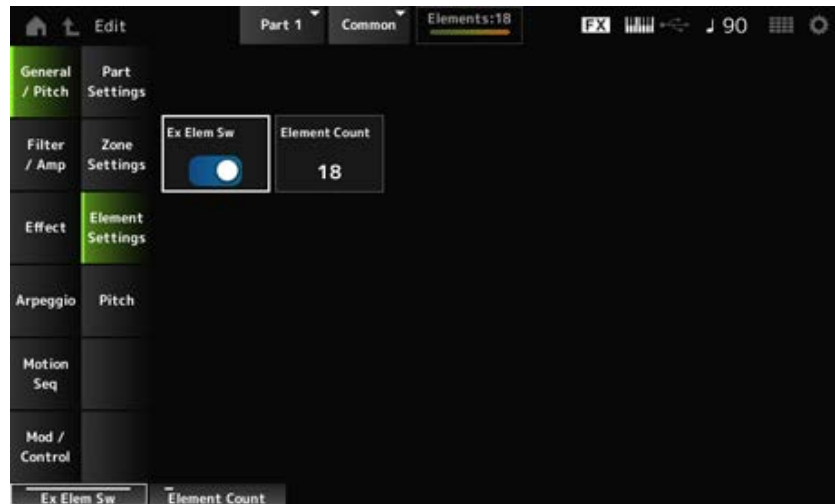 Edit
Part 1
Common
Elements:18
FX
90
General / Pitch
Part Settings
Filter / Amp
Zone Settings
Ex Elem Sw
Element Count
18
Effect
Element Settings
Arpeggio
Pitch
Motion Seq
Mod / Control
Ex Elem Sw
Element Count